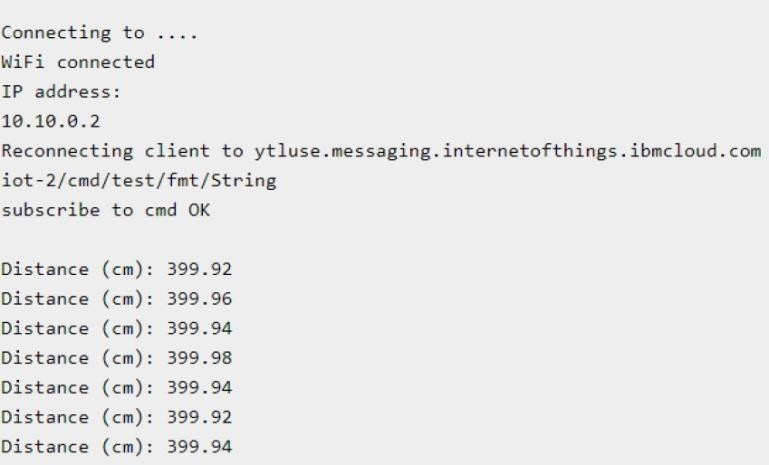 Connecting to ....
WiFi connected
IP address:
10.10.0.2
Reconnecting client to ytluse.messaging.internetofthings.ibmcloud.com
iot-2/cmd/test/fmt/String
subscribe to cmd OK
Distance (cm): 399.92
Distance (cm): 399.96
Distance (cm): 399.94
Distance (cm): 399.98
Distance (cm): 399.94
Distance (cm): 399.92
Distance (cm): 399.94